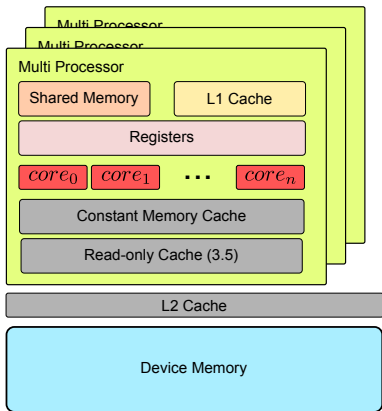 Multi Processor
Multi Processor
Multi Processor
Shared Memory L1 Cache
Registers
core₀ core₁ ... coreₙ
Constant Memory Cache
Read-only Cache (3.5)
L2 Cache
Device Memory